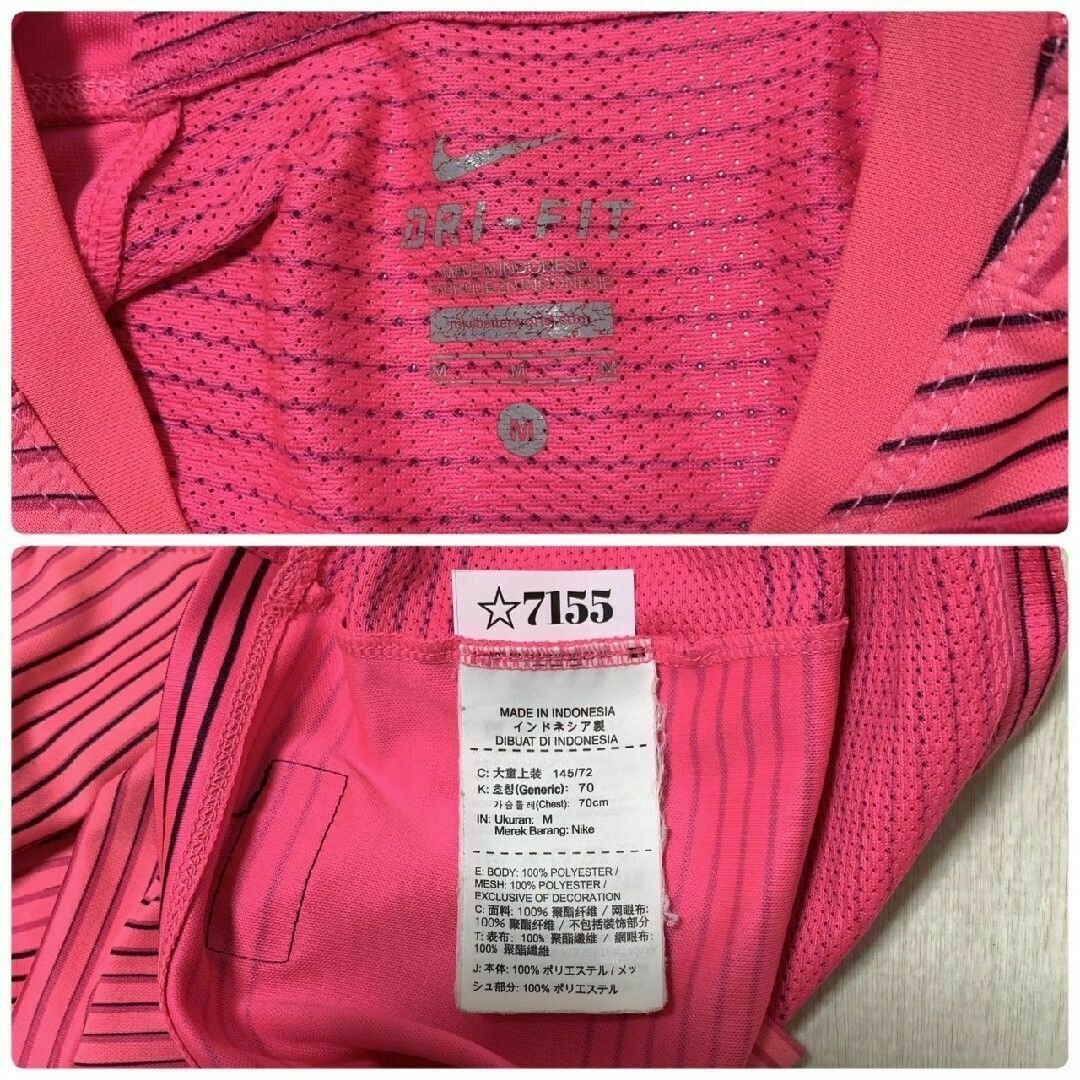 DRI-FIT
MADE IN INDONESIA
M M M
M
☆7155
MADE IN INDONESIA
インドネシア製
DIBUAT DI INDONESIA
C: 大童上装 145/72
K: 호칭(Generic): 70
가슴둘레(Chest): 70cm
IN: Ukuran: M
Merek Barang: Nike
E: BODY: 100% POLYESTER /
MESH: 100% POLYESTER /
EXCLUSIVE OF DECORATION
C: 面料: 100% 聚酯纤维 / 网眼布:
100% 聚酯纤维 / 不包括装饰部分
T: 表布: 100% 聚酯纖維 / 網眼布:
100% 聚酯纖維
J: 本体: 100% ポリエステル / メッ
シュ部分: 100% ポリエステル